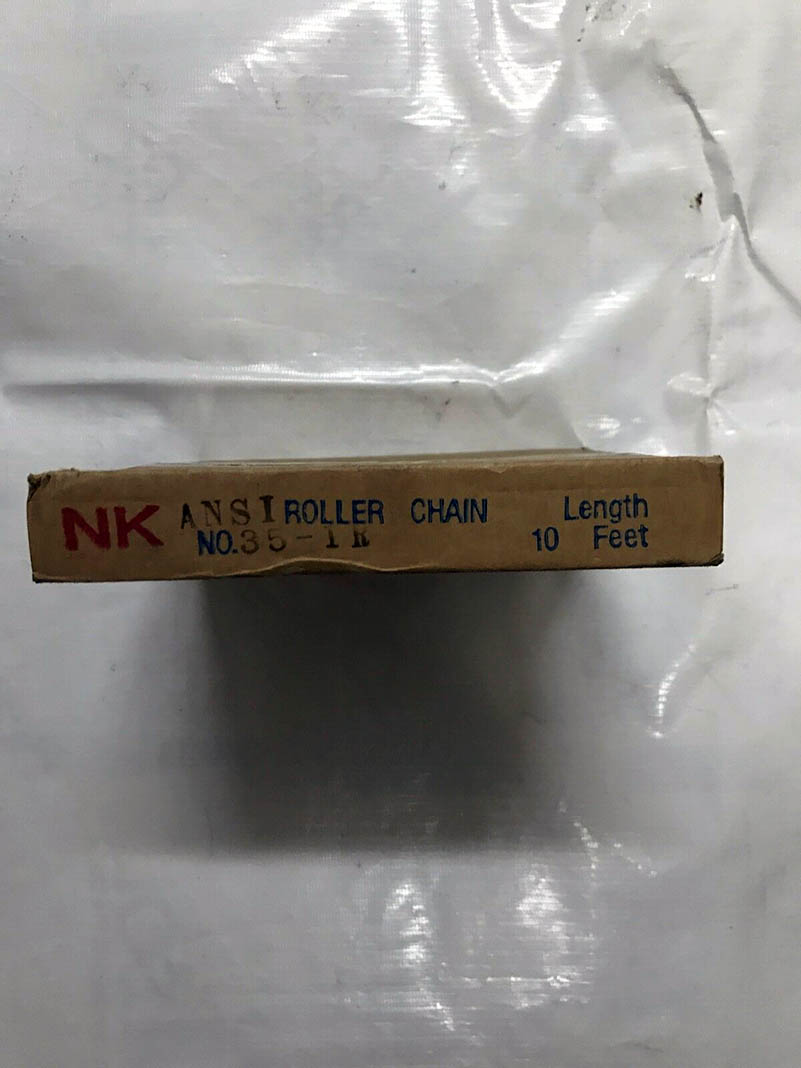 NK ANSI ROLLER CHAIN Length
NO. 35-1R 10 Feet